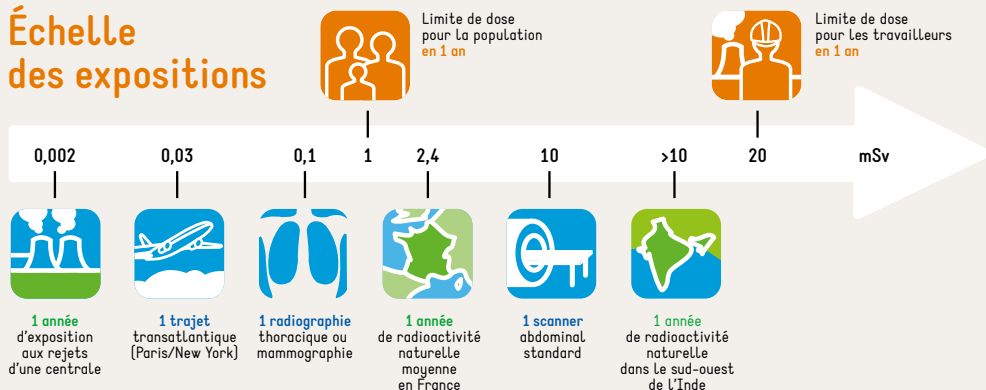 Échelle
des expositions
Limite de dose
pour la population
en 1 an
Limite de dose
pour les travailleurs
en 1 an
0,002 0,03 0,1 1 2,4 10 >10 20 mSv
1 année
d'exposition
aux rejets
d'une centrale
1 trajet
transatlantique
(Paris/New York)
1 radiographie
thoracique ou
mammographie
1 année
de radioactivité
naturelle
moyenne
en France
1 scanner
abdominal
standard
1 année
de radioactivité
naturelle
dans le sud-ouest
de l'Inde